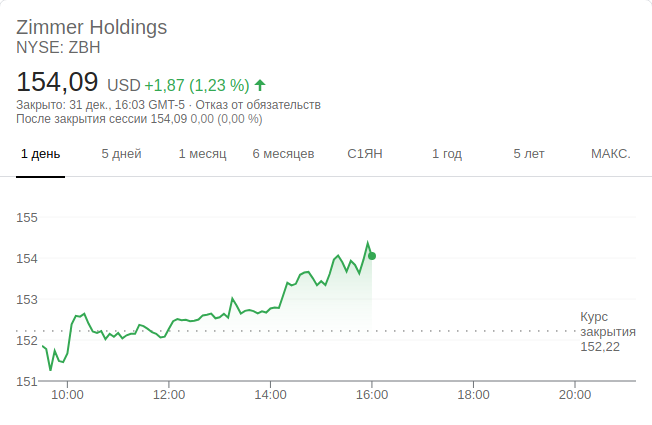 Zimmer Holdings
NYSE: ZBH
154,09 USD +1,87 (1,23 %)
Закрыто: 31 дек., 16:03 GMT-5 · Отказ от обязательств
После закрытия сессии 154,09 0,00 (0,00 %)
1 день 5 дней 1 месяц 6 месяцев С1ЯН 1 год 5 лет МАКС.
155
154
153
Курс
закрытия
152,22
152
151
10:00 12:00 14:00 16:00 18:00 20:00